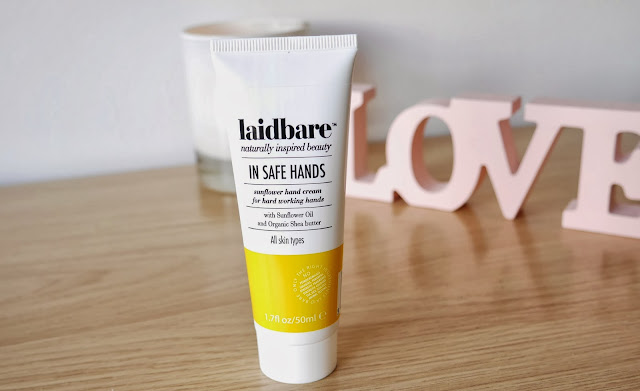 laidbare™
naturally inspired beauty
IN SAFE HANDS
sunflower hand cream
for hard working hands
with Sunflower Oil
and Organic Shea butter
All skin types
1.7fl oz/50ml ℮
LOVE